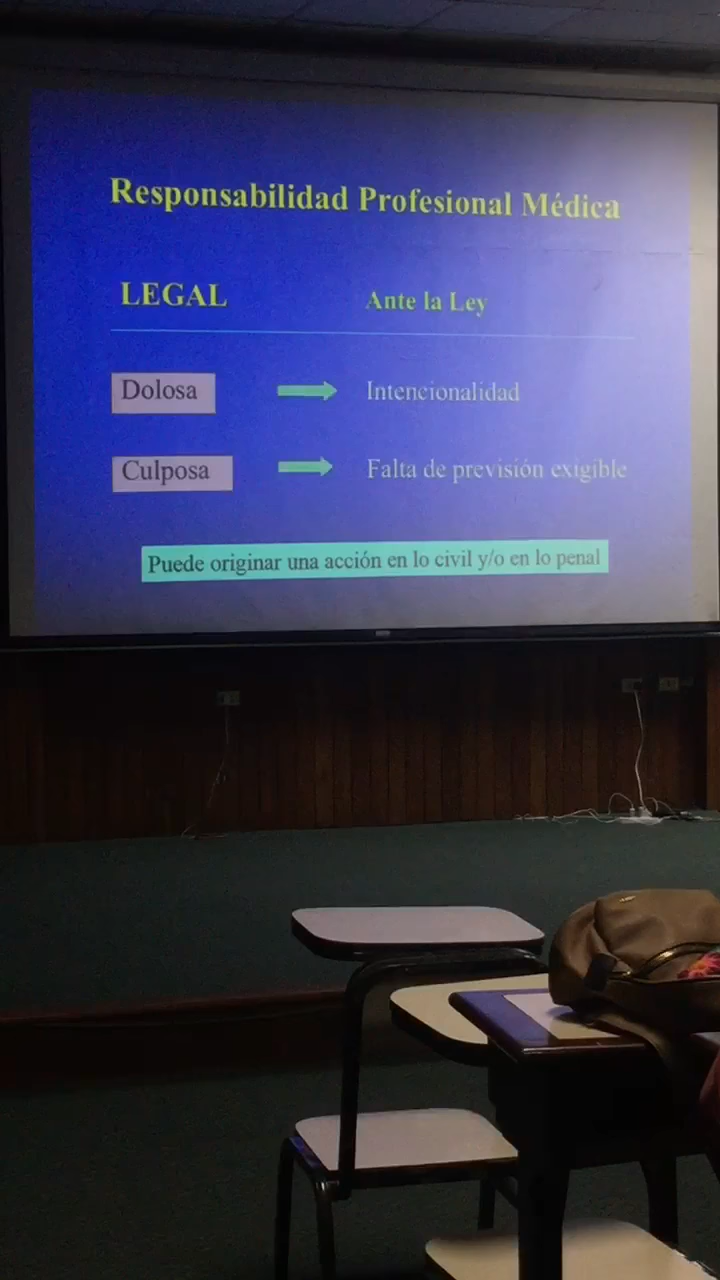 Responsabilidad Profesional Médica
LEGAL
Ante la Ley
Dolosa
Intencionalidad
Culposa
Falta de previsión exigible
Puede originar una acción en lo civil y/o en lo penal